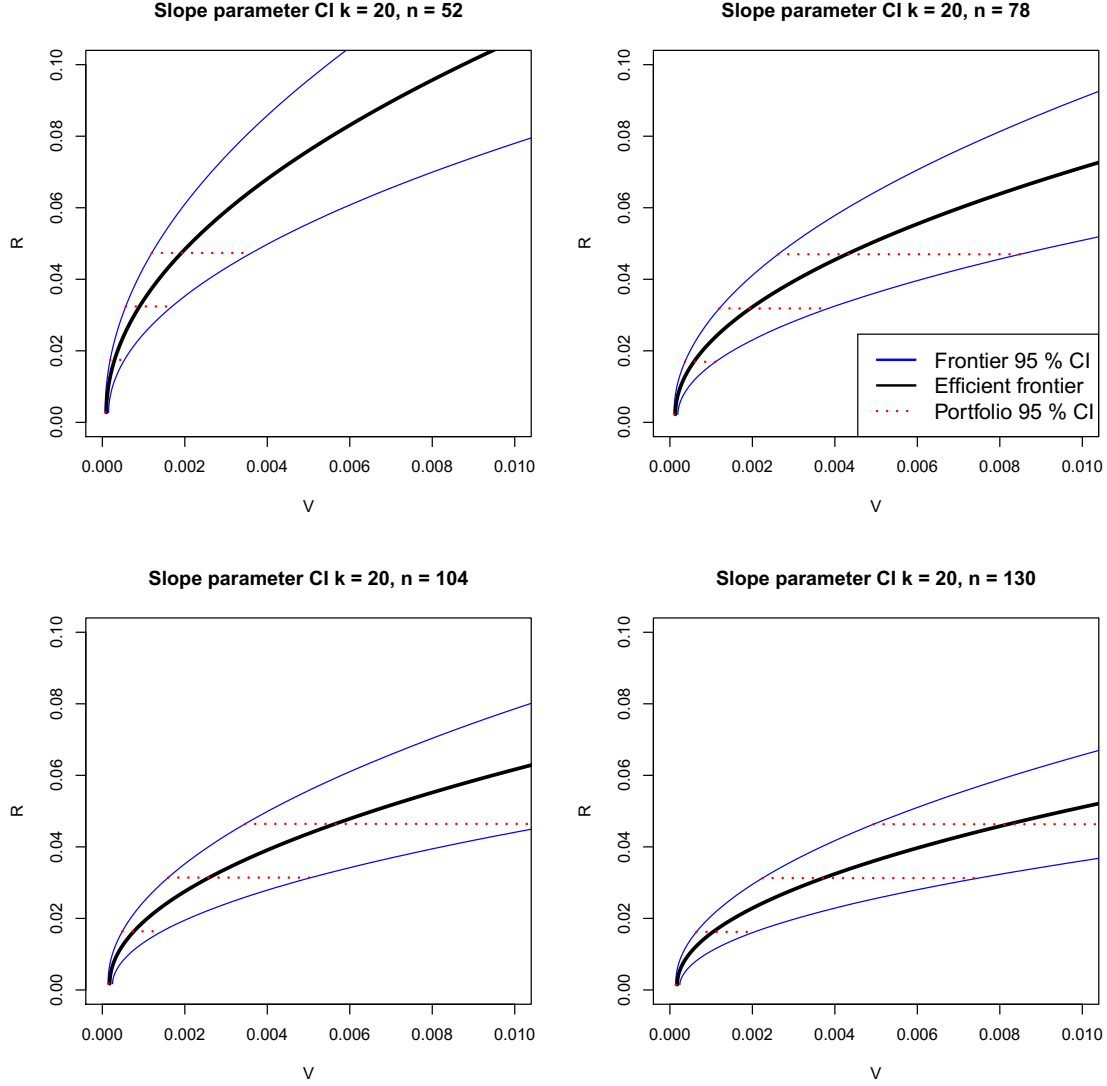 Slope parameter CI k = 20, n = 52
R
0.00 0.02 0.04 0.06 0.08 0.10
0.000 0.002 0.004 0.006 0.008 0.010
V
Slope parameter CI k = 20, n = 78
R
0.00 0.02 0.04 0.06 0.08 0.10
Frontier 95 % CI
Efficient frontier
Portfolio 95 % CI
0.000 0.002 0.004 0.006 0.008 0.010
V
Slope parameter CI k = 20, n = 104
R
0.00 0.02 0.04 0.06 0.08 0.10
0.000 0.002 0.004 0.006 0.008 0.010
V
Slope parameter CI k = 20, n = 130
R
0.00 0.02 0.04 0.06 0.08 0.10
0.000 0.002 0.004 0.006 0.008 0.010
V